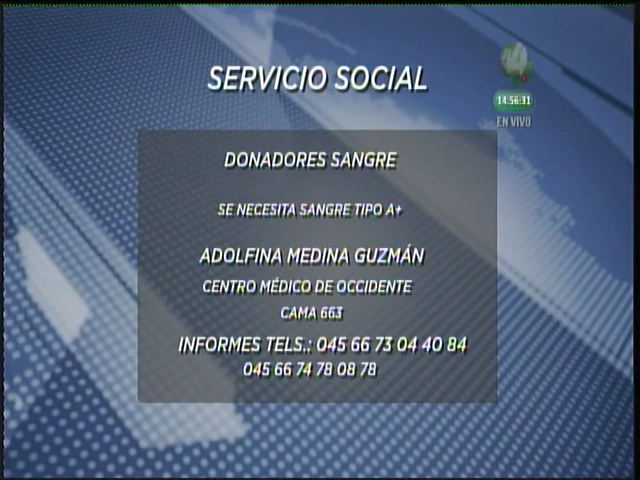 SERVICIO SOCIAL
14:56:31
EN VIVO
DONADORES SANGRE
SE NECESITA SANGRE TIPO A+
ADOLFINA MEDINA GUZMÁN
CENTRO MÉDICO DE OCCIDENTE
CAMA 663
INFORMES TELS.: 045 66 73 04 40 84
045 66 74 78 08 78